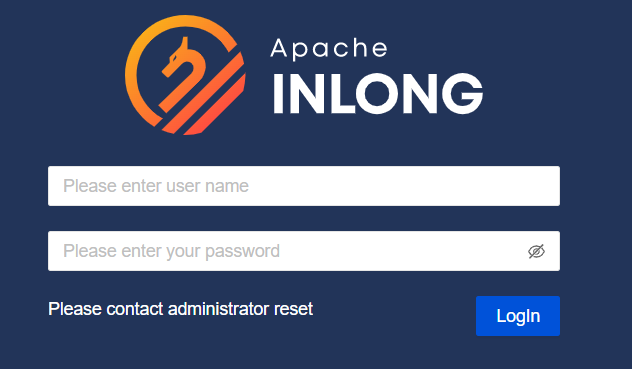 Apache
INLONG
Please enter user name
Please enter your password
Please contact administrator reset
LogIn